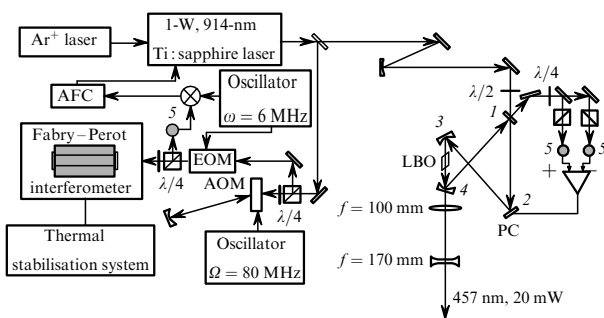 Ar⁺ laser
1-W, 914-nm
Ti : sapphire laser
AFC
5
Oscillator
ω = 6 MHz
Fabry – Perot
interferometer
λ/4
EOM
AOM
λ/4
Thermal
stabilisation system
Oscillator
Ω = 80 MHz
λ/2
λ/4
1
3
LBO
4
5
5
+
−
2
PC
f = 100 mm
f = 170 mm
457 nm, 20 mW